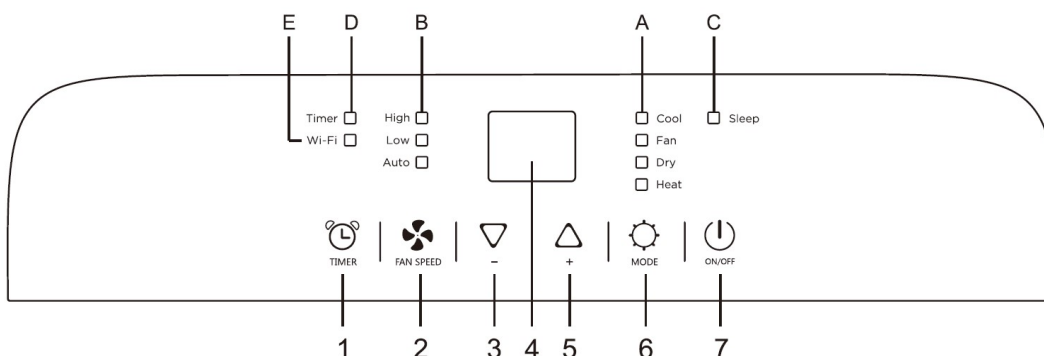 E D B A C
Timer High Cool Sleep
Wi-Fi Low Fan
Auto Dry
Heat
TIMER FAN SPEED − + MODE ON/OFF
1 2 3 4 5 6 7